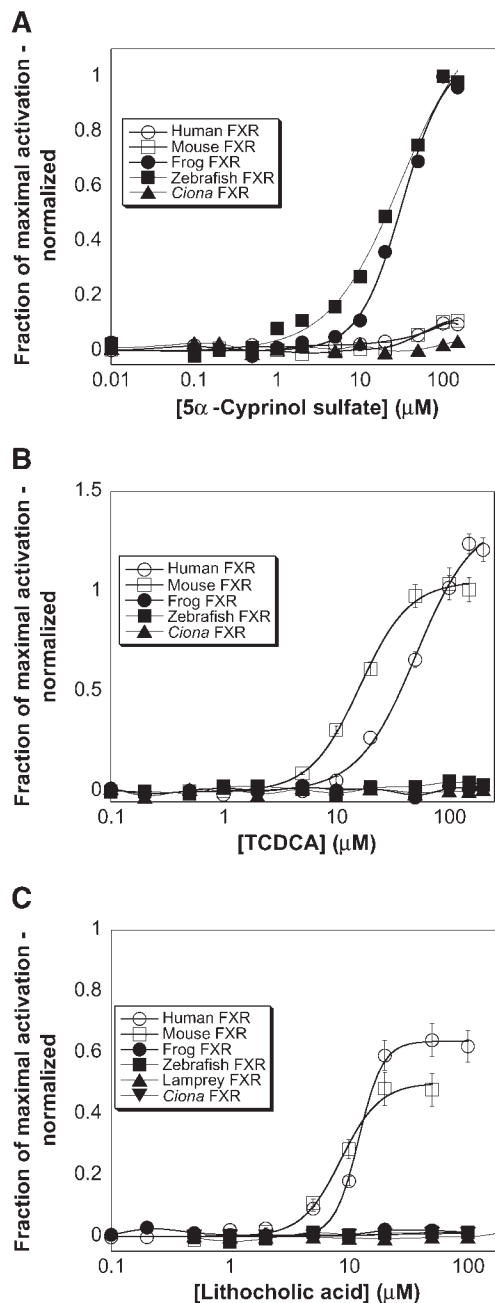 A
Fraction of maximal activation -
normalized
1
0.8
0.6
0.4
0.2
0
Human FXR
Mouse FXR
Frog FXR
Zebrafish FXR
Ciona FXR
0.01 0.1 1 10 100
[5α -Cyprinol sulfate] (μM)
B
Fraction of maximal activation -
normalized
1.5
1
0.5
0
Human FXR
Mouse FXR
Frog FXR
Zebrafish FXR
Ciona FXR
0.1 1 10 100
[TCDCA] (μM)
C
Fraction of maximal activation -
normalized
1
0.8
0.6
0.4
0.2
0
Human FXR
Mouse FXR
Frog FXR
Zebrafish FXR
Lamprey FXR
Ciona FXR
0.1 1 10 100
[Lithocholic acid] (μM)